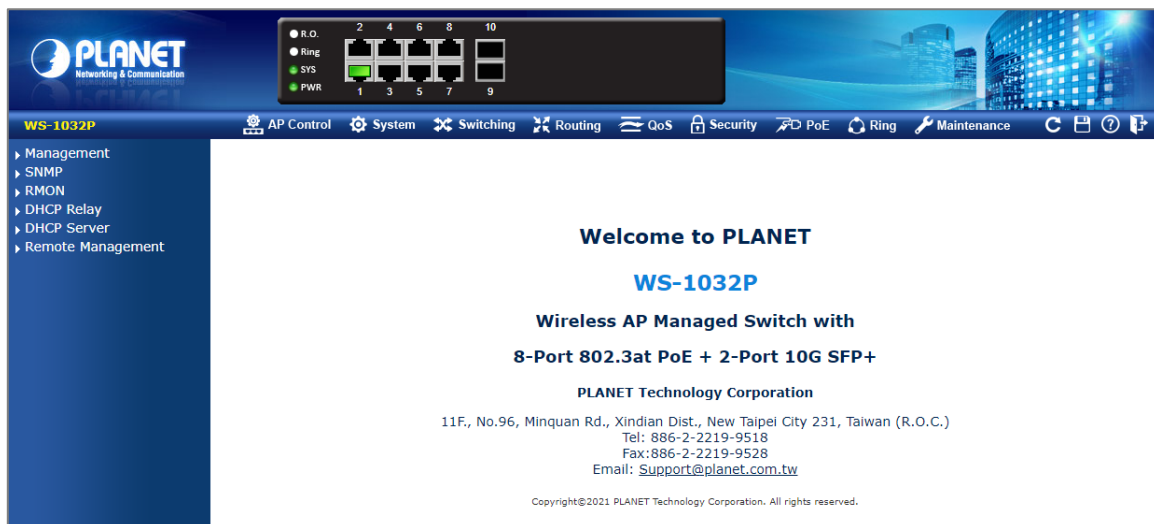 PLANET
Networking & Communication
R.O.
Ring
SYS
PWR
2 4 6 8 10
1 3 5 7 9
WS-1032P
AP Control System Switching Routing QoS Security PoE Ring Maintenance
Management
SNMP
RMON
DHCP Relay
DHCP Server
Remote Management
Welcome to PLANET
WS-1032P
Wireless AP Managed Switch with
8-Port 802.3at PoE + 2-Port 10G SFP+
PLANET Technology Corporation
11F., No.96, Minquan Rd., Xindian Dist., New Taipei City 231, Taiwan (R.O.C.)
Tel: 886-2-2219-9518
Fax:886-2-2219-9528
Email: Support@planet.com.tw
Copyright©2021 PLANET Technology Corporation. All rights reserved.